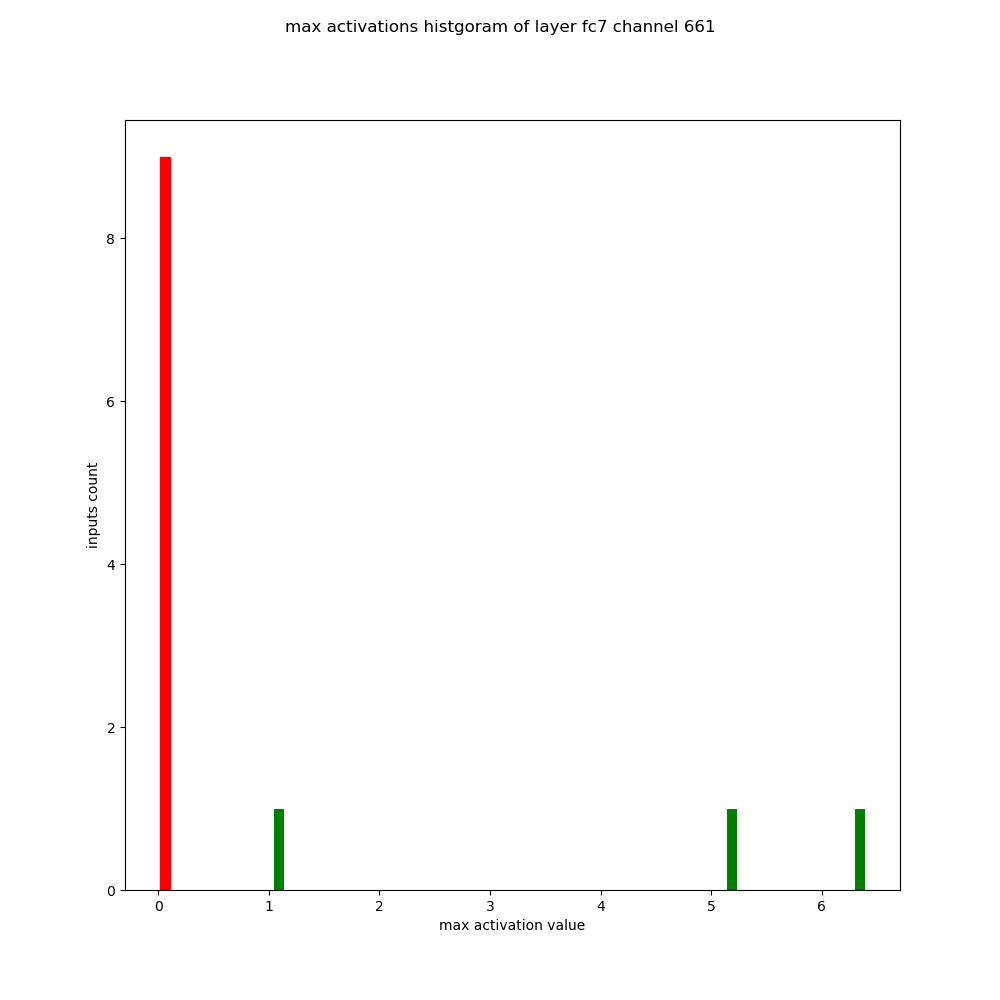 max activations histgoram of layer fc7 channel 661
8
6
4
2
0
inputs count
0 1 2 3 4 5 6
max activation value